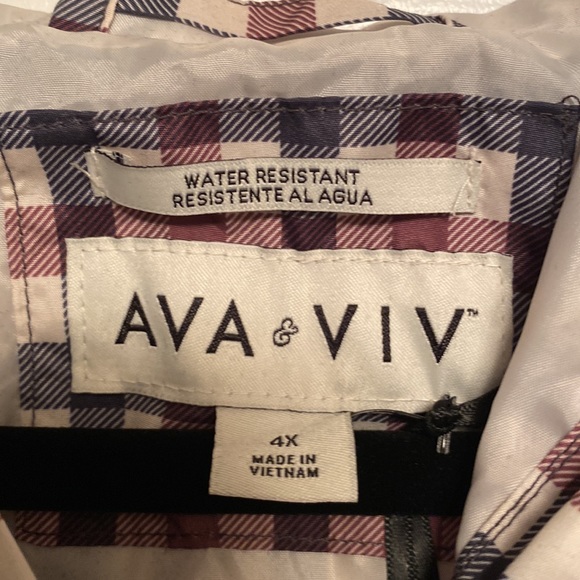 WATER RESISTANT
RESISTENTE AL AGUA
AVA & VIV™
4X
MADE IN
VIETNAM